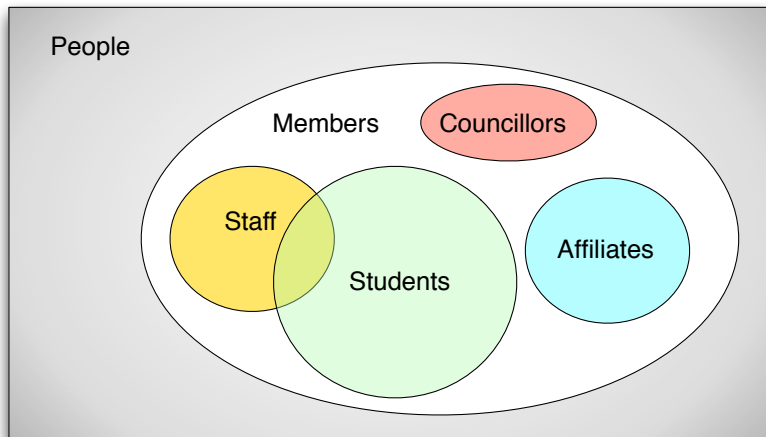 People
Members
Councillors
Staff
Affiliates
Students